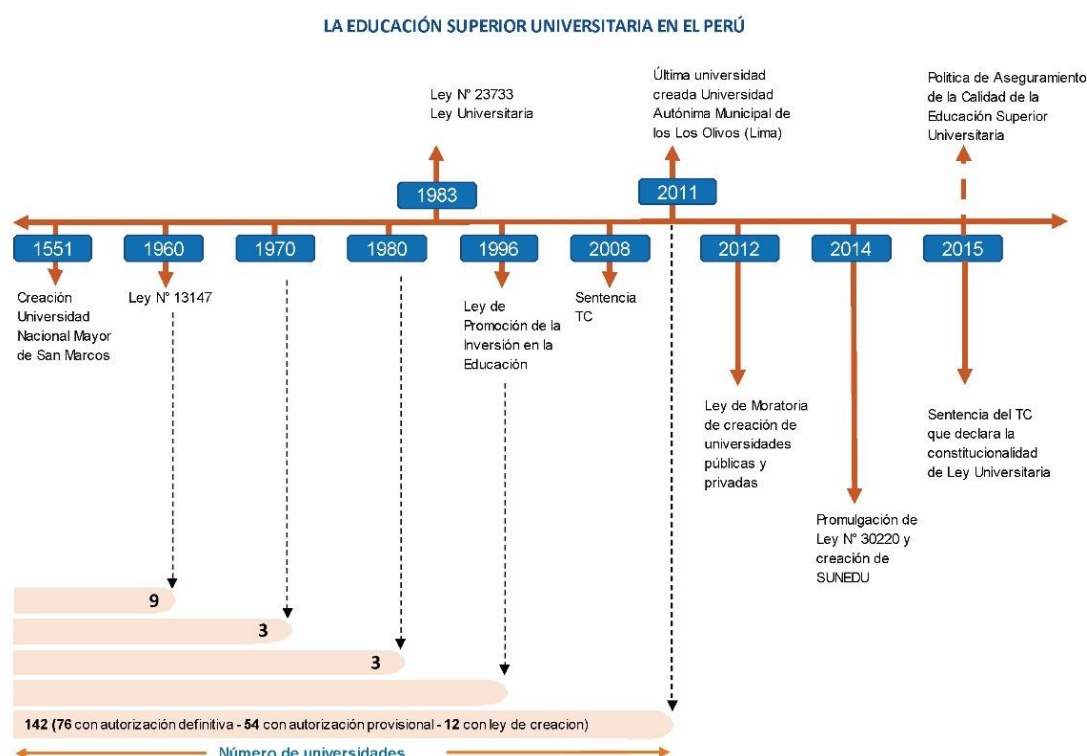 LA EDUCACIÓN SUPERIOR UNIVERSITARIA EN EL PERÚ
Ley N° 23733
Ley Universitaria
Última universidad
creada Universidad
Autónima Municipal de
los Los Olivos (Lima)
Politica de Aseguramiento
de la Calidad de la
Educación Superior
Universitaria
1983
2011
1551
1960
1970
1980
1996
2008
2012
2014
2015
Creación
Universidad
Nacional Mayor
de San Marcos
Ley N° 13147
Ley de
Promoción de la
Inversión en la
Educación
Sentencia
TC
Ley de Moratoria
de creación de
universidades
públicas y
privadas
Promulgación de
Ley N° 30220 y
creación de
SUNEDU
Sentencia del TC
que declara la
constitucionalidad
de Ley Universitaria
9
3
3
142 (76 con autorización definitiva - 54 con autorización provisional - 12 con ley de creacion)
Número de universidades